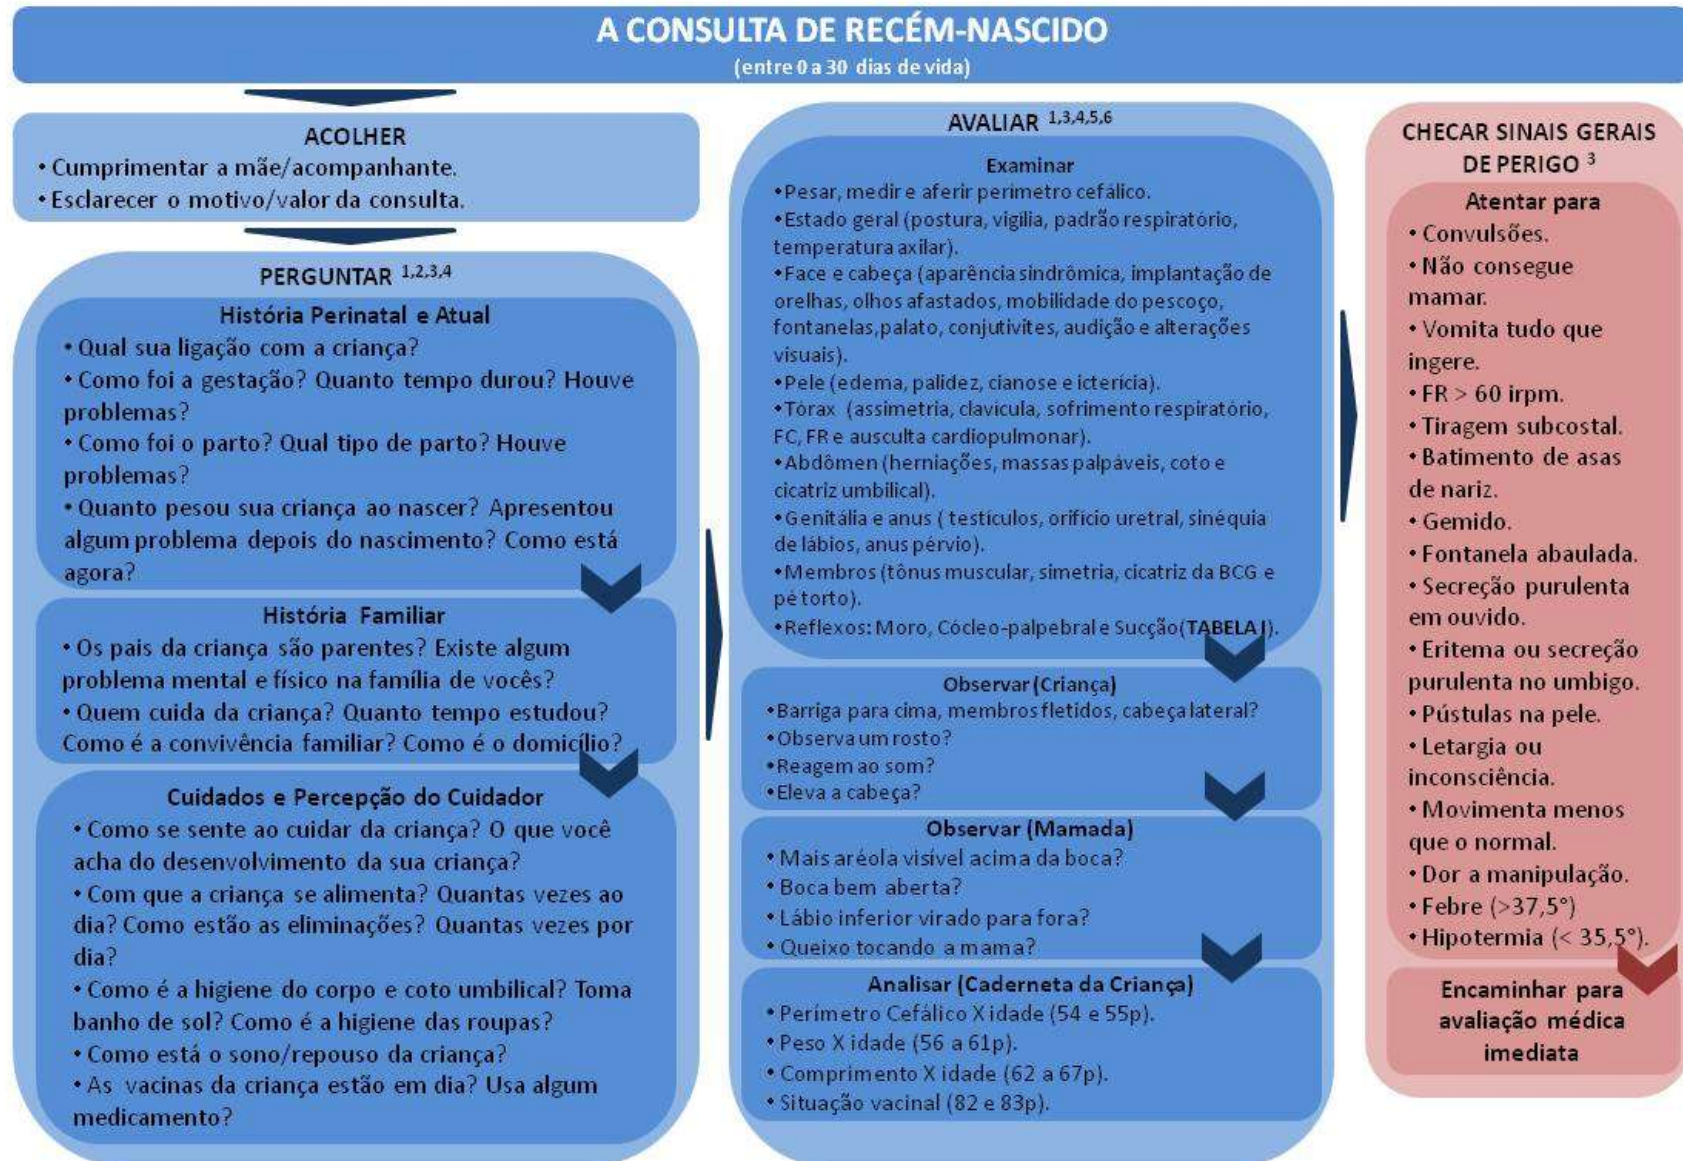 A CONSULTA DE RECÉM-NASCIDO
(entre 0 a 30 dias de vida)
ACOLHER
• Cumprimentar a mãe/acompanhante.
• Esclarecer o motivo/valor da consulta.
PERGUNTAR 1,2,3,4
História Perinatal e Atual
• Qual sua ligação com a criança?
• Como foi a gestação? Quanto tempo durou? Houve
problemas?
• Como foi o parto? Qual tipo de parto? Houve
problemas?
• Quanto pesou sua criança ao nascer? Apresentou
algum problema depois do nascimento? Como está
agora?
História Familiar
• Os pais da criança são parentes? Existe algum
problema mental e físico na família de vocês?
• Quem cuida da criança? Quanto tempo estudou?
Como é a convivência familiar? Como é o domicílio?
Cuidados e Percepção do Cuidador
• Como se sente ao cuidar da criança? O que você
acha do desenvolvimento da sua criança?
• Com que a criança se alimenta? Quantas vezes ao
dia? Como estão as eliminações? Quantas vezes por
dia?
• Como é a higiene do corpo e coto umbilical? Toma
banho de sol? Como é a higiene das roupas?
• Como está o sono/repouso da criança?
• As vacinas da criança estão em dia? Usa algum
medicamento?
AVALIAR 1,3,4,5,6
Examinar
•Pesar, medir e aferir perímetro cefálico.
•Estado geral (postura, vigília, padrão respiratório,
temperatura axilar).
•Face e cabeça (aparência sindrômica, implantação de
orelhas, olhos afastados, mobilidade do pescoço,
fontanelas,palato, conjutivites, audição e alterações
visuais).
•Pele (edema, palidez, cianose e icterícia).
•Tórax (assimetria, clavícula, sofrimento respiratório,
FC, FR e ausculta cardiopulmonar).
•Abdômen (herniações, massas palpáveis, coto e
cicatriz umbilical).
•Genitália e anus ( testículos, orifício uretral, sinéquia
de lábios, anus pérvio).
•Membros (tônus muscular, simetria, cicatriz da BCG e
pé torto).
•Reflexos: Moro, Cócleo-palpebral e Sucção(TABELA I).
Observar (Criança)
•Barriga para cima, membros fletidos, cabeça lateral?
•Observa um rosto?
•Reagem ao som?
•Eleva a cabeça?
Observar (Mamada)
• Mais aréola visível acima da boca?
• Boca bem aberta?
• Lábio inferior virado para fora?
• Queixo tocando a mama?
Analisar (Caderneta da Criança)
• Perímetro Cefálico X idade (54 e 55p).
• Peso X idade (56 a 61p).
• Comprimento X idade (62 a 67p).
• Situação vacinal (82 e 83p).
CHECAR SINAIS GERAIS
DE PERIGO 3
Atentar para
• Convulsões.
• Não consegue
mamar.
• Vomita tudo que
ingere.
• FR > 60 irpm.
• Tiragem subcostal.
• Batimento de asas
de nariz.
• Gemido.
• Fontanela abaulada.
• Secreção purulenta
em ouvido.
• Eritema ou secreção
purulenta no umbigo.
• Pústulas na pele.
• Letargia ou
inconsciência.
• Movimenta menos
que o normal.
• Dor a manipulação.
• Febre (>37,5°)
• Hipotermia (< 35,5°).
Encaminhar para
avaliação médica
imediata